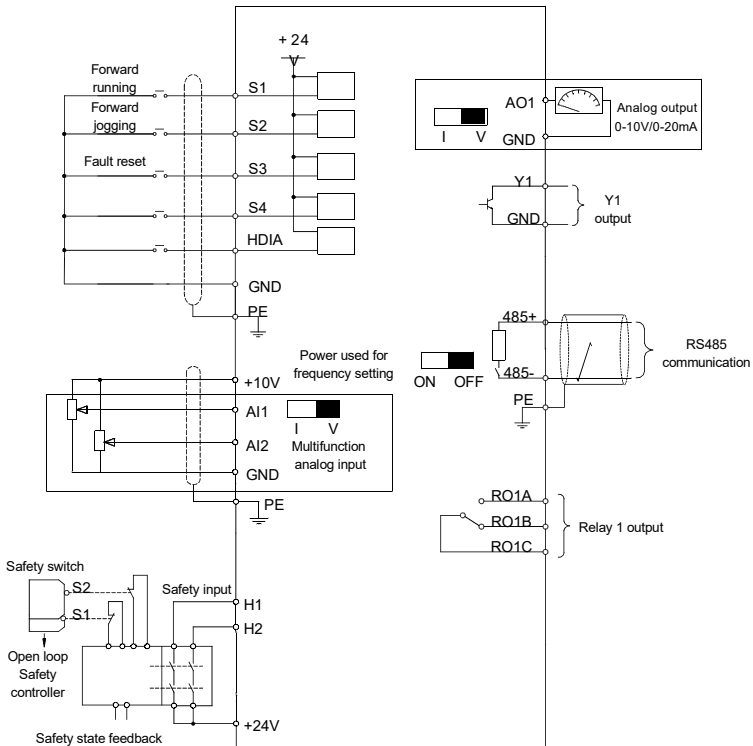 + 24
V
Forward
running
S1
Forward
jogging
S2
Fault reset
S3
S4
HDIA
GND
PE
AO1
I V
GND
Analog output
0-10V/0-20mA
Y1
GND
Y1
output
485+
485-
ON OFF
PE
RS485
communication
Power used for
frequency setting
+10V
AI1
I V
AI2
Multifunction
analog input
GND
PE
RO1A
RO1B
RO1C
Relay 1 output
Safety switch
S2
S1
Safety input
H1
H2
Open loop
Safety
controller
+24V
Safety state feedback